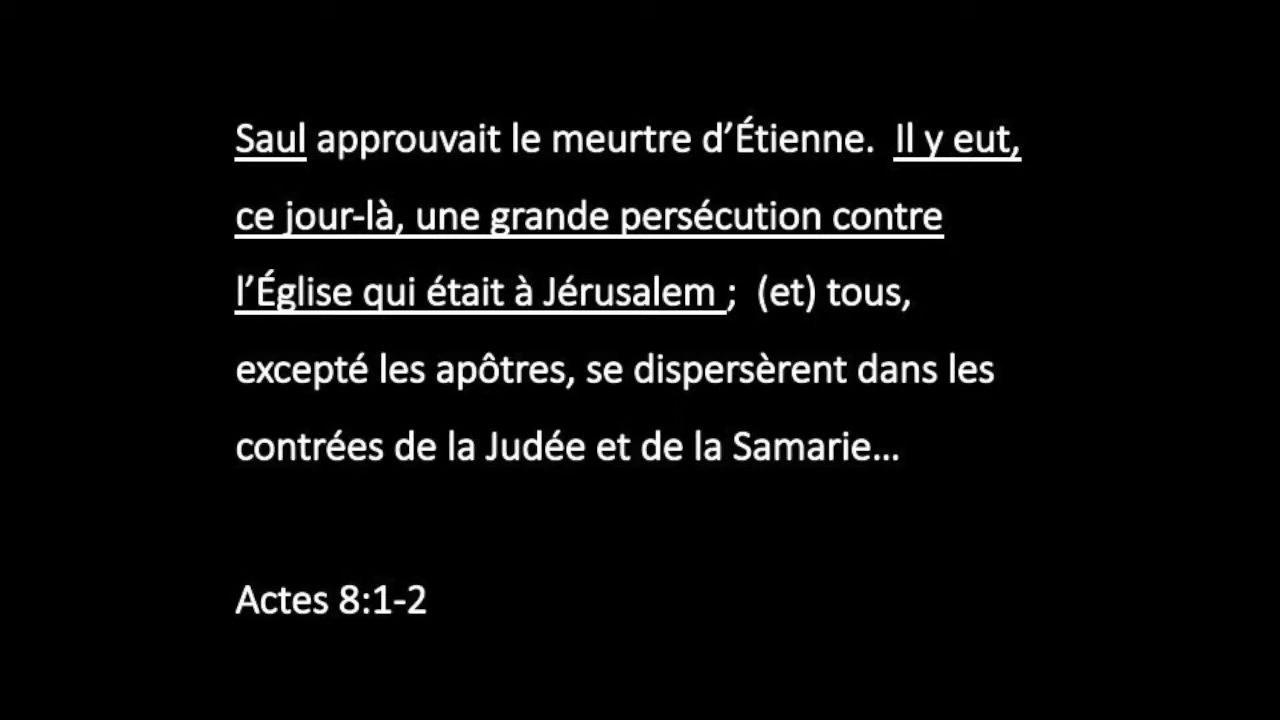 Saul approuvait le meurtre d’Étienne.  Il y eut,
ce jour-là, une grande persécution contre
l’Église qui était à Jérusalem ;  (et) tous,
excepté les apôtres, se dispersèrent dans les
contrées de la Judée et de la Samarie…
Actes 8:1-2